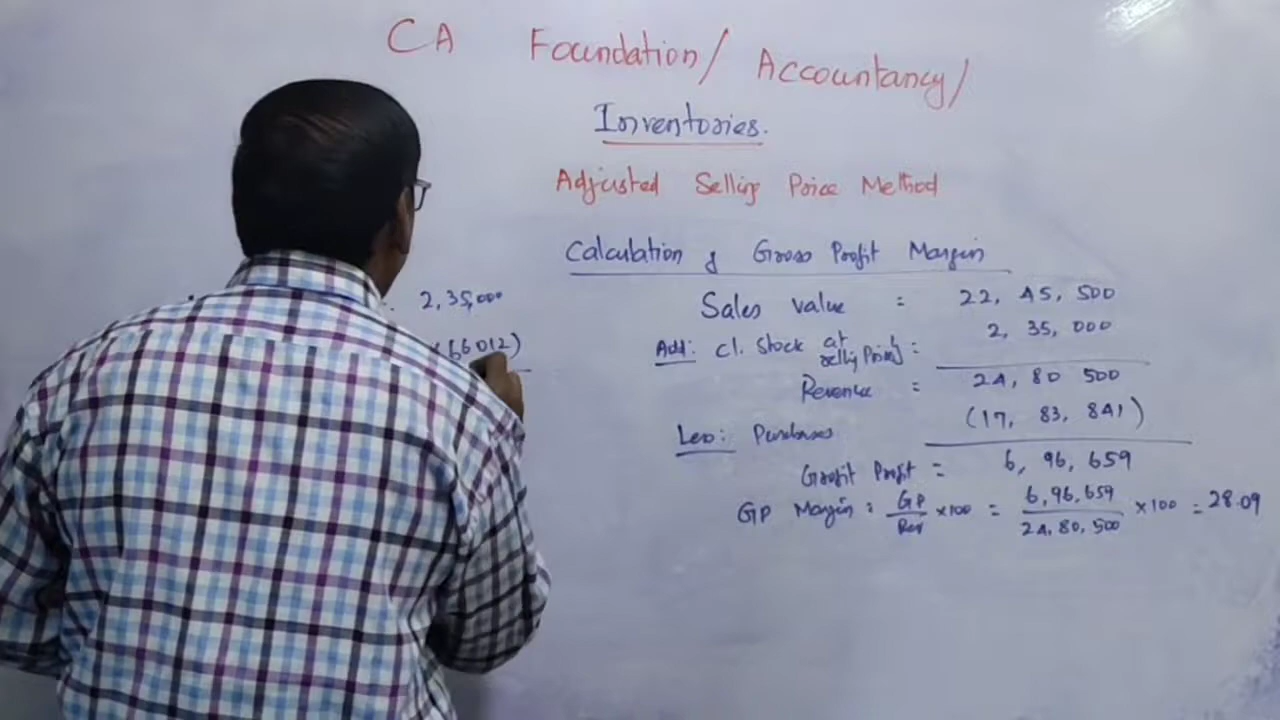 CA Foundation/ Accountancy/
Inventories.
Adjusted Selling Price Method
Calculation of Gross Profit Margin
Sales value : 22, 45, 500
Add: Cl. Stock at selling Price : 2, 35, 000
Revenue = 24, 80 500
Less: Purchases (17, 83, 841)
Profit = 6, 96, 659
GP Margin : GP/Rev ×100 = 6,96,659/24,80,500 ×100 = 28.09
2,35,000
(66012)